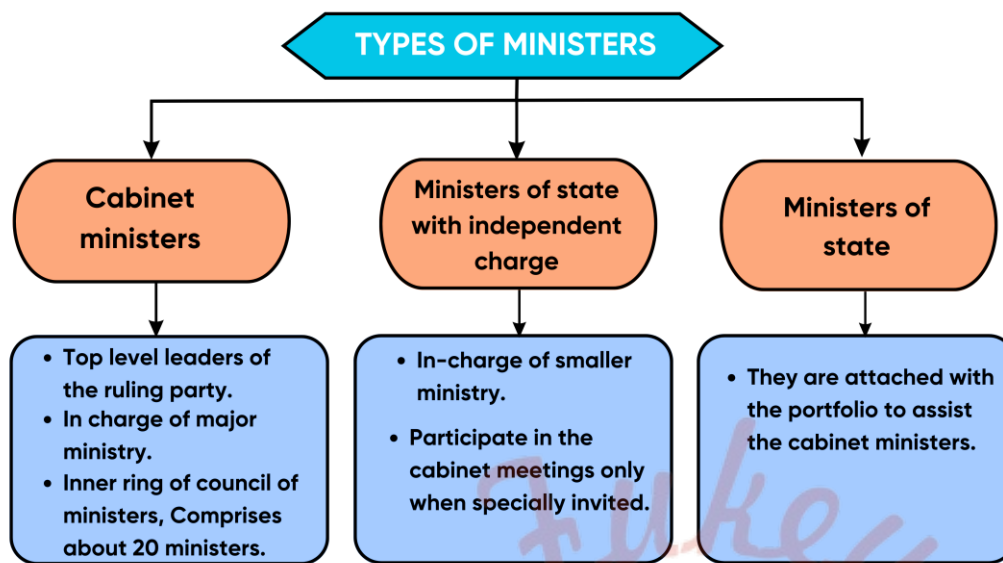 TYPES OF MINISTERS
Cabinet
ministers
Ministers of state
with independent
charge
Ministers of
state
• Top level leaders of
the ruling party.
• In charge of major
ministry.
• Inner ring of council of
ministers, Comprises
about 20 ministers.
• In-charge of smaller
ministry.
• Participate in the
cabinet meetings only
when specially invited.
• They are attached with
the portfolio to assist
the cabinet ministers.